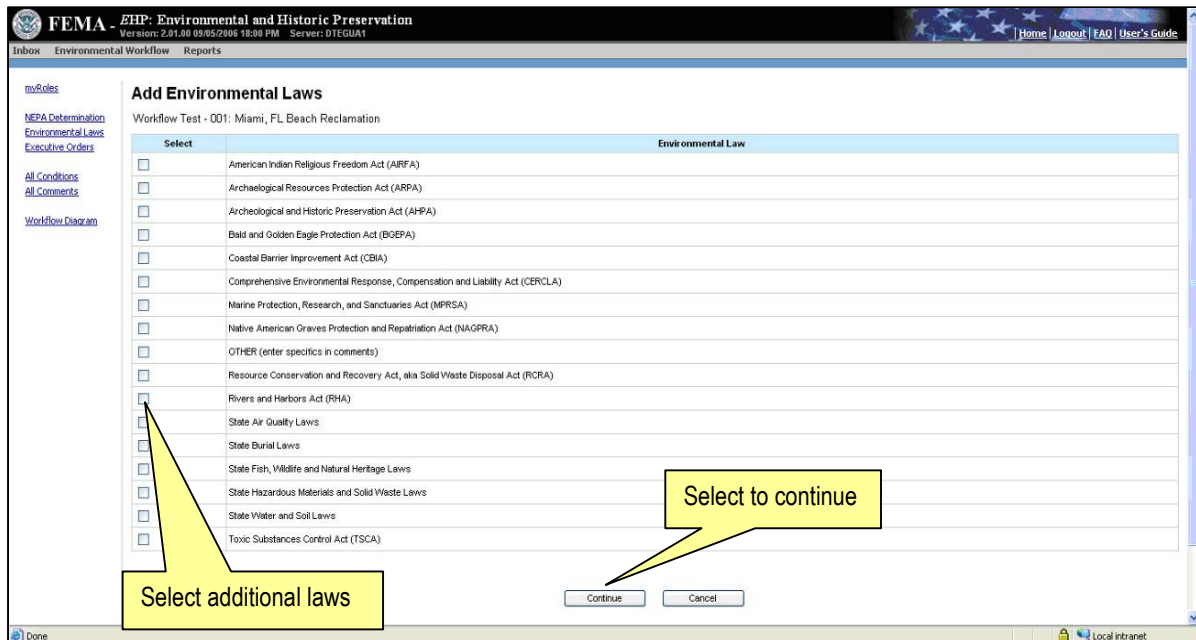 FEMA - EHP: Environmental and Historic Preservation
Version: 2.01.00 09/05/2006 18:00 PM Server: DTEGUA1
Home | Logout | FAQ | User's Guide
Inbox Environmental Workflow Reports
myRoles
NEPA Determination
Environmental Laws
Executive Orders
All Conditions
All Comments
Workflow Diagram
Add Environmental Laws
Workflow Test - 001: Miami, FL Beach Reclamation
Select Environmental Law
American Indian Religious Freedom Act (AIRFA)
Archaelogical Resources Protection Act (ARPA)
Archeological and Historic Preservation Act (AHPA)
Bald and Golden Eagle Protection Act (BGEPA)
Coastal Barrier Improvement Act (CBIA)
Comprehensive Environmental Response, Compensation and Liability Act (CERCLA)
Marine Protection, Research, and Sanctuaries Act (MPRSA)
Native American Graves Protection and Repatriation Act (NAGPRA)
OTHER (enter specifics in comments)
Resource Conservation and Recovery Act, aka Solid Waste Disposal Act (RCRA)
Rivers and Harbors Act (RHA)
State Air Quality Laws
State Burial Laws
State Fish, Wildlife and Natural Heritage Laws
State Hazardous Materials and Solid Waste Laws
State Water and Soil Laws
Toxic Substances Control Act (TSCA)
Select to continue
Select additional laws
Continue Cancel
Done Local intranet